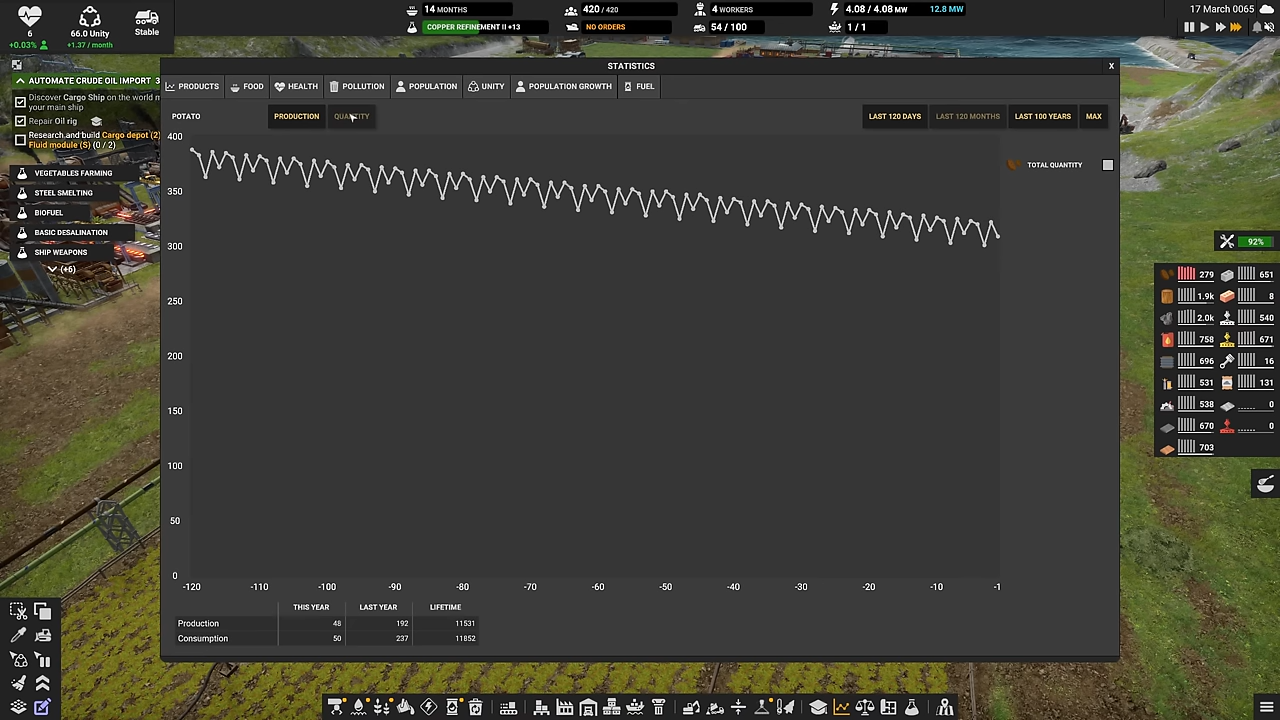 14 MONTHS
420 / 420
4 WORKERS
4.08 / 4.08 MW
12.8 MW
17 March 0065
6
66.0 Unity
Stable
COPPER REFINEMENT II +13
NO ORDERS
54 / 100
1 / 1
+0.03%
+1.37 / month
STATISTICS
X
AUTOMATE CRUDE OIL IMPORT 3
Discover Cargo Ship on the world m
your main ship
Repair Oil rig
Research and build Cargo depot (2)
Fluid module (S) (0 / 2)
VEGETABLES FARMING
STEEL SMELTING
BIOFUEL
BASIC DESALINATION
SHIP WEAPONS
(+6)
PRODUCTS
FOOD
HEALTH
POLLUTION
POPULATION
UNITY
POPULATION GROWTH
FUEL
POTATO
PRODUCTION
QUANTITY
LAST 120 DAYS
LAST 120 MONTHS
LAST 100 YEARS
MAX
TOTAL QUANTITY
400
350
300
250
200
150
100
50
0
-120
-110
-100
-90
-80
-70
-60
-50
-40
-30
-20
-10
-1
THIS YEAR
LAST YEAR
LIFETIME
Production
48
192
11531
Consumption
50
237
11852
92%
279
651
1.9k
8
2.0k
540
758
671
696
16
531
131
538
0
670
0
703